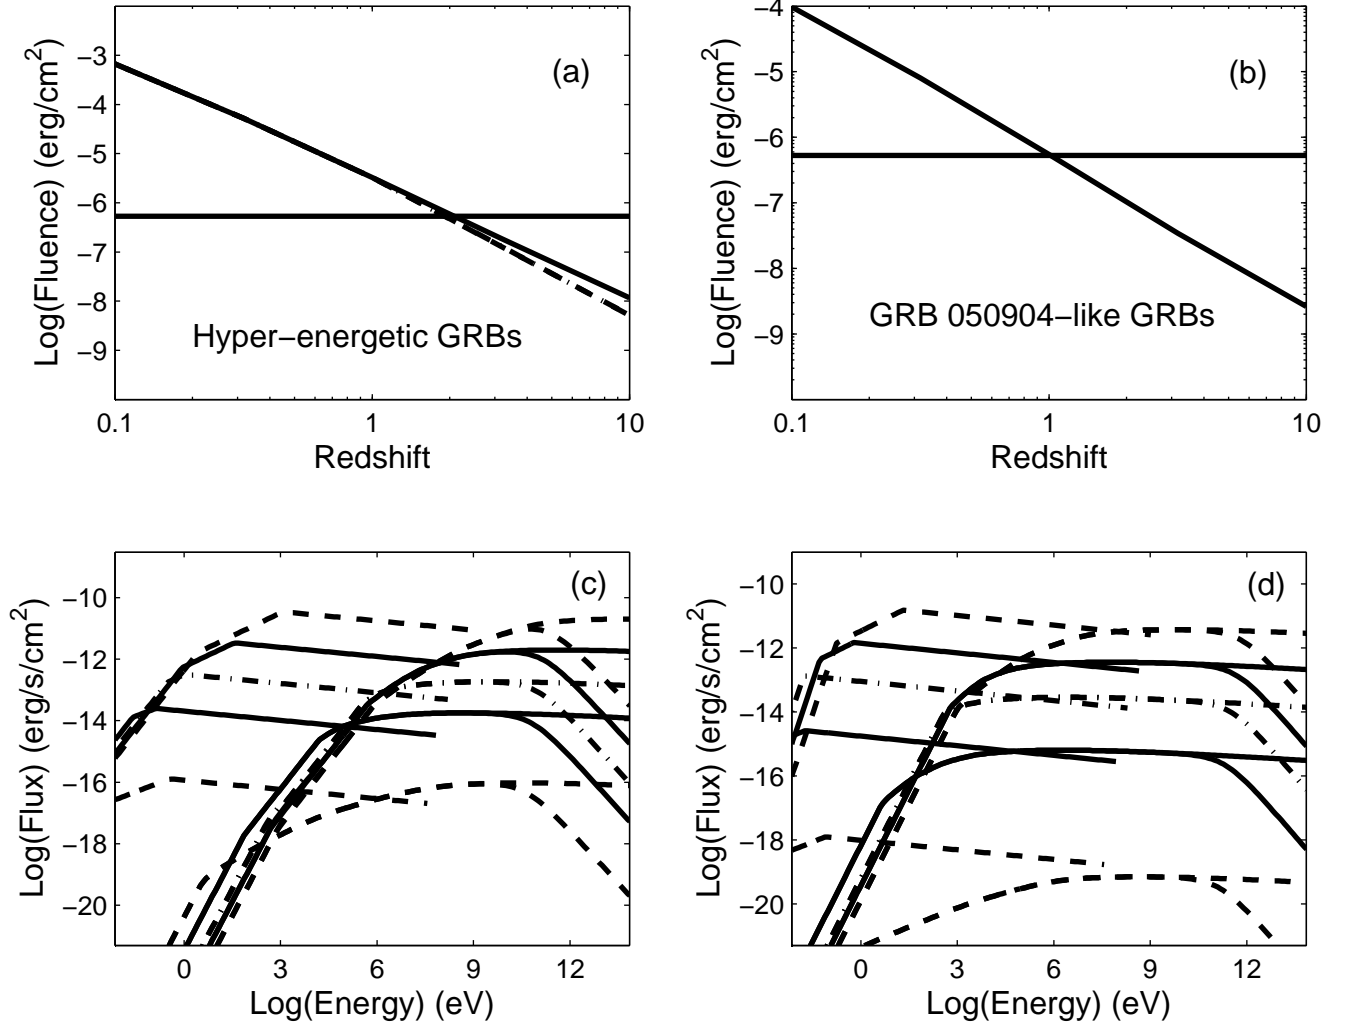 Log(Fluence) (erg/cm2)
−3
−4
−5
−6
−7
−8
−9
(a)
Hyper−energetic GRBs
0.1
1
10
Redshift
Log(Fluence) (erg/cm2)
−4
−5
−6
−7
−8
−9
(b)
GRB 050904−like GRBs
0.1
1
10
Redshift
Log(Flux) (erg/s/cm2)
−10
−12
−14
−16
−18
−20
(c)
0
3
6
9
12
Log(Energy) (eV)
Log(Flux) (erg/s/cm2)
−10
−12
−14
−16
−18
−20
(d)
0
3
6
9
12
Log(Energy) (eV)